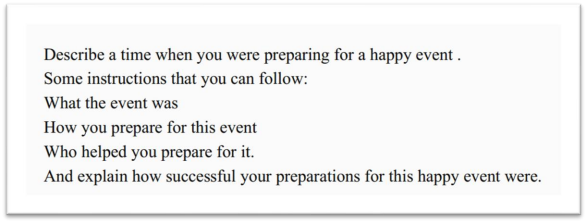 Describe a time when you were preparing for a happy event .
Some instructions that you can follow:
What the event was
How you prepare for this event
Who helped you prepare for it.
And explain how successful your preparations for this happy event were.